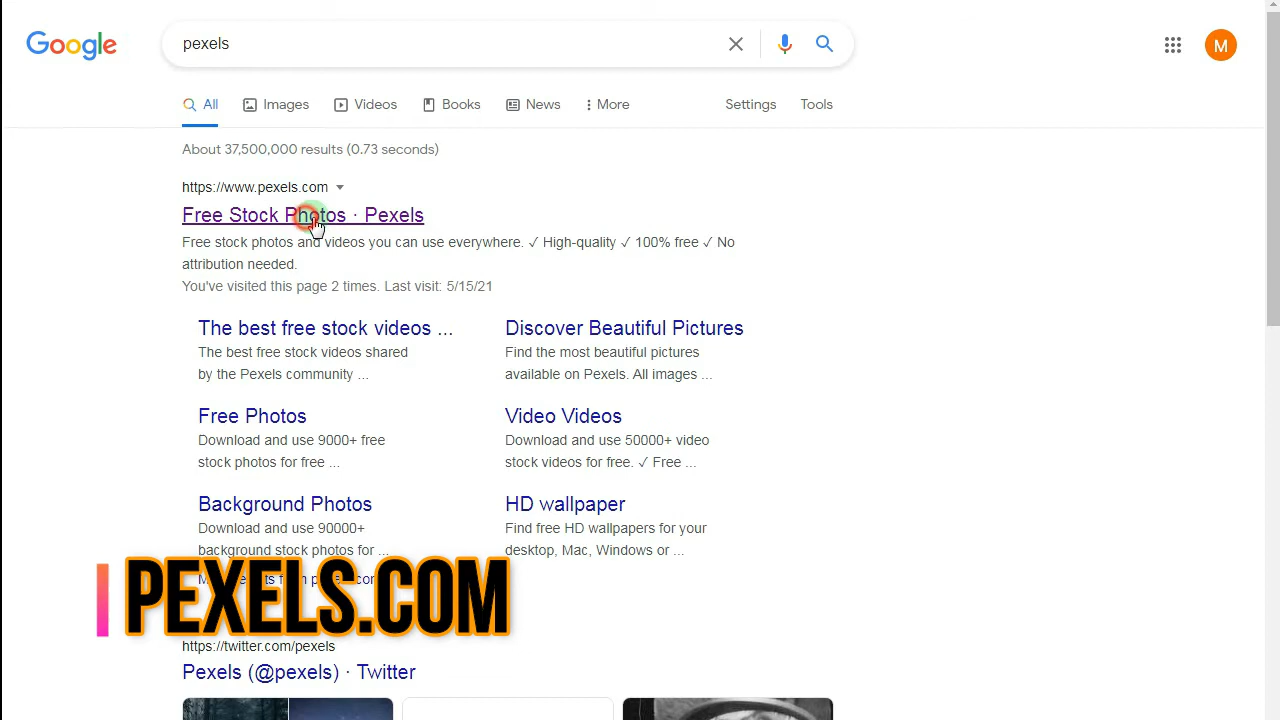 Google
pexels
M
All Images Videos Books News More Settings Tools
About 37,500,000 results (0.73 seconds)
https://www.pexels.com
Free Stock Photos · Pexels
Free stock photos and videos you can use everywhere. ✓ High-quality ✓ 100% free ✓ No
attribution needed.
You've visited this page 2 times. Last visit: 5/15/21
The best free stock videos ...
The best free stock videos shared
by the Pexels community ...
Discover Beautiful Pictures
Find the most beautiful pictures
available on Pexels. All images ...
Free Photos
Download and use 9000+ free
stock photos for free ...
Video Videos
Download and use 50000+ video
stock videos for free. ✓ Free ...
Background Photos
Download and use 90000+
background stock photos for ...
HD wallpaper
Find free HD wallpapers for your
desktop, Mac, Windows or ...
PEXELS.COM
https://twitter.com/pexels
Pexels (@pexels) · Twitter